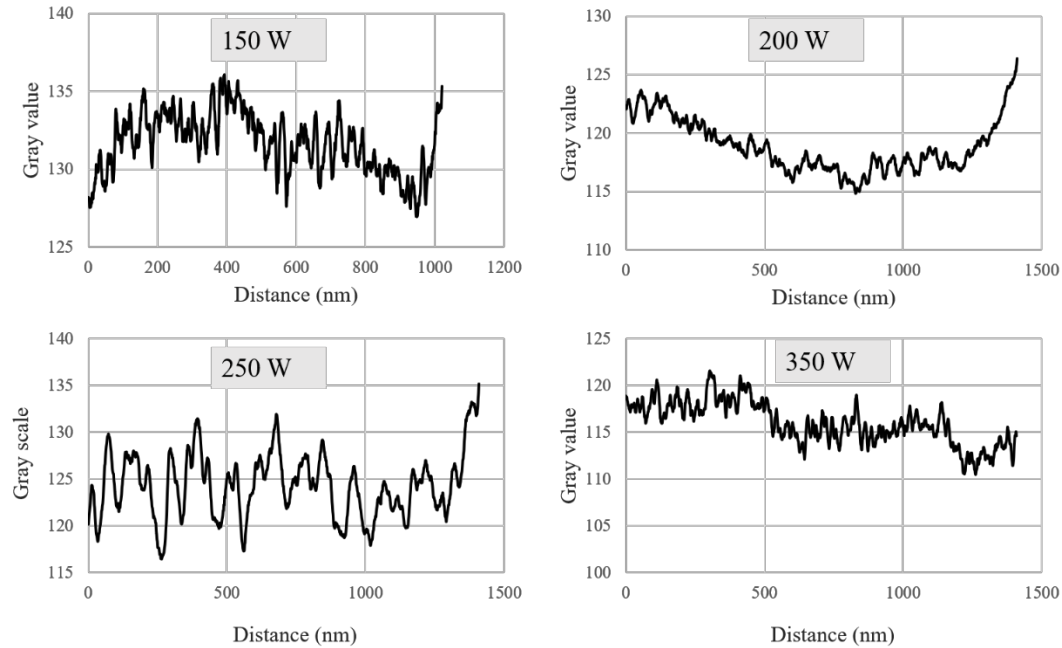 140
150 W
135
130
125
Gray value
0 200 400 600 800 1000 1200
Distance (nm)
130
200 W
125
120
115
110
Gray value
0 500 1000 1500
Distance (nm)
140
250 W
135
130
125
120
115
Gray scale
0 500 1000 1500
Distance (nm)
125
350 W
120
115
110
105
100
Gray value
0 500 1000 1500
Distance (nm)